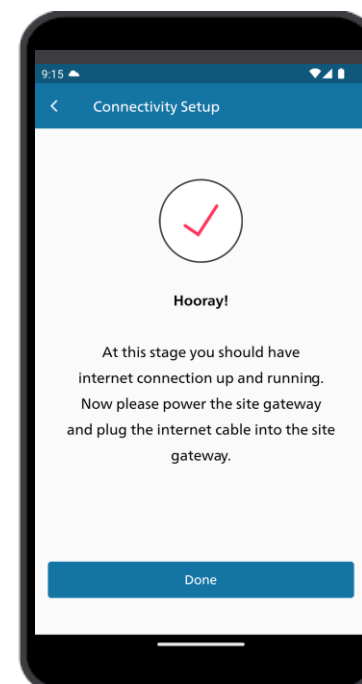 9:15
Connectivity Setup
Hooray!
At this stage you should have
internet connection up and running.
Now please power the site gateway
and plug the internet cable into the site
gateway.
Done